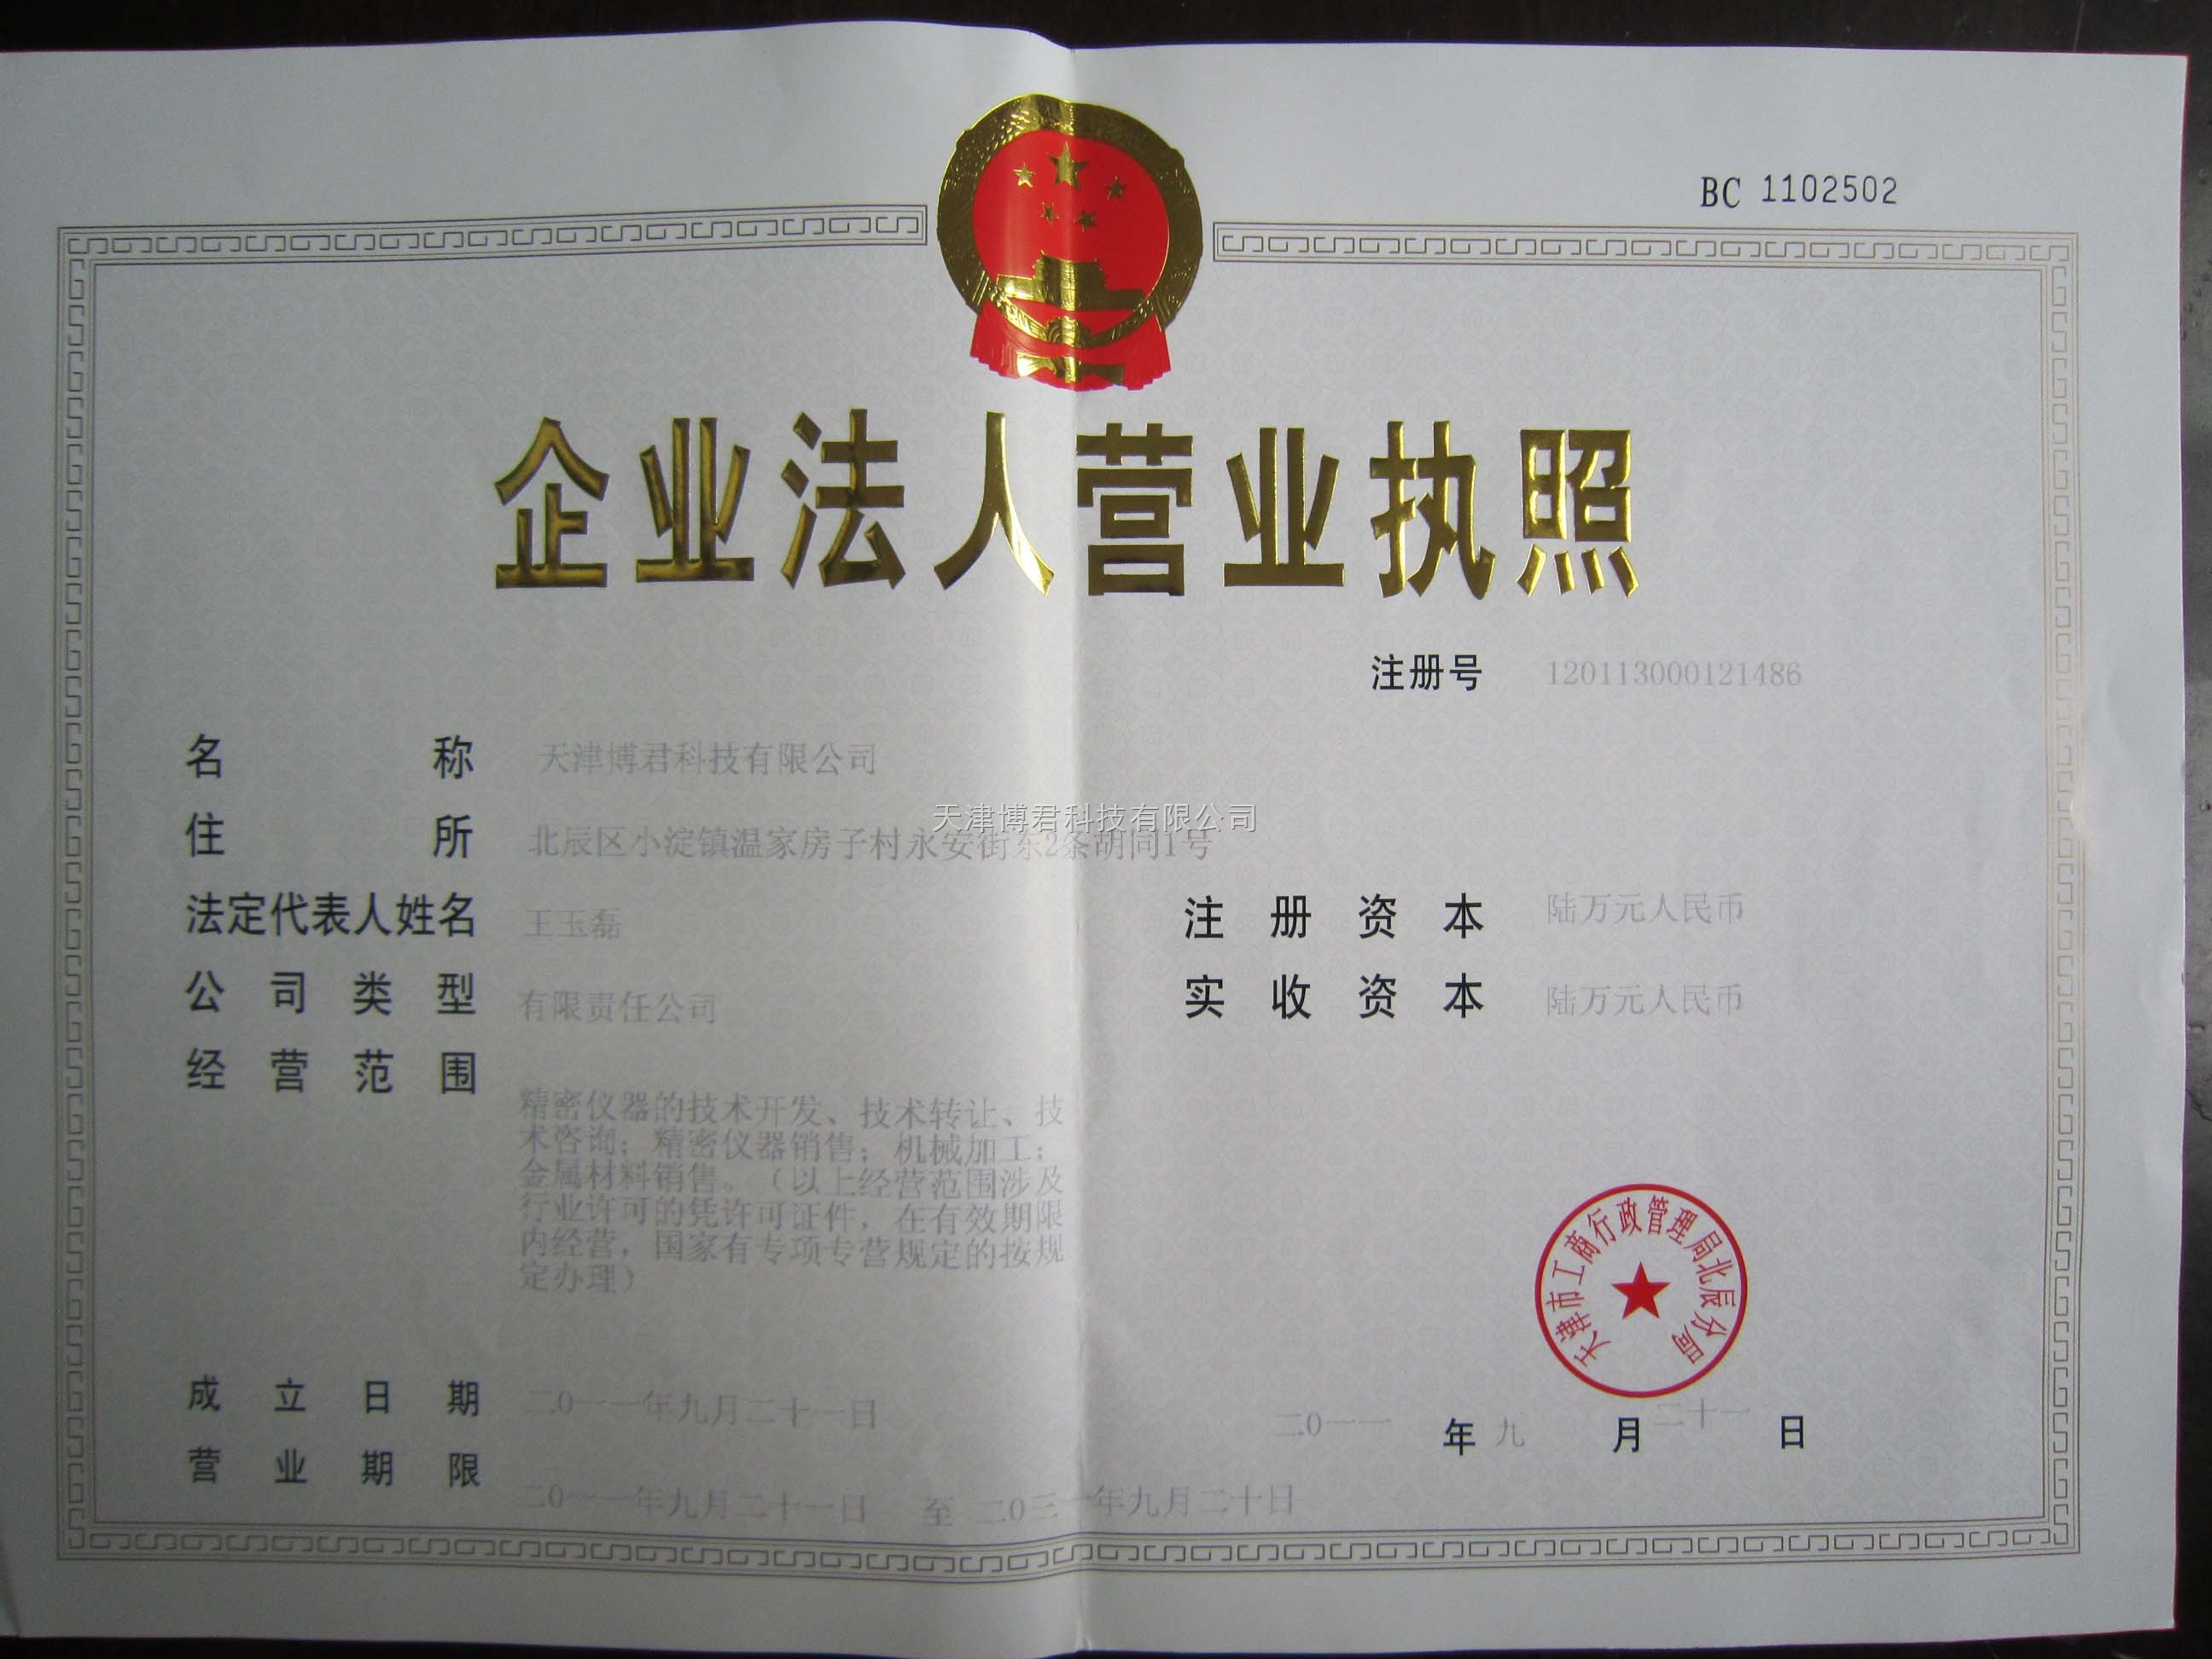 BC 1102502
企业法人营业执照
注册号 120113000121486
名称 天津博君科技有限公司
天津博君科技有限公司
住所 北辰区小淀镇温家房子村永安街东2条胡同1号
法定代表人姓名 王玉磊
注册资本 陆万元人民币
公司类型 有限责任公司
实收资本 陆万元人民币
经营范围
精密仪器的技术开发、技术转让、技
术咨询；精密仪器销售；机械加工；
金属材料销售。（以上经营范围涉及
行业许可的凭许可证件，在有效期限
内经营，国家有专项专营规定的按规
定办理）
天津市工商行政管理局北辰分局
成立日期 二0一一年九月二十一日
二0一一年九月二十一日
营业期限 二0一一年九月二十一日 至 二0三一年九月二十日